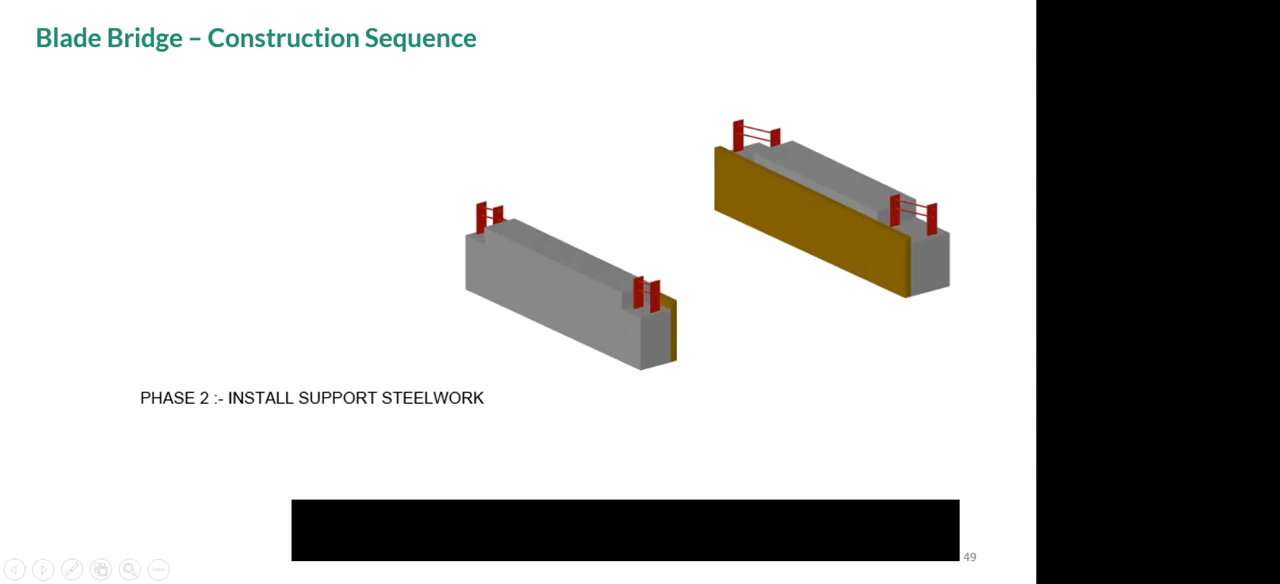 Blade Bridge – Construction Sequence
PHASE 2 :- INSTALL SUPPORT STEELWORK
49